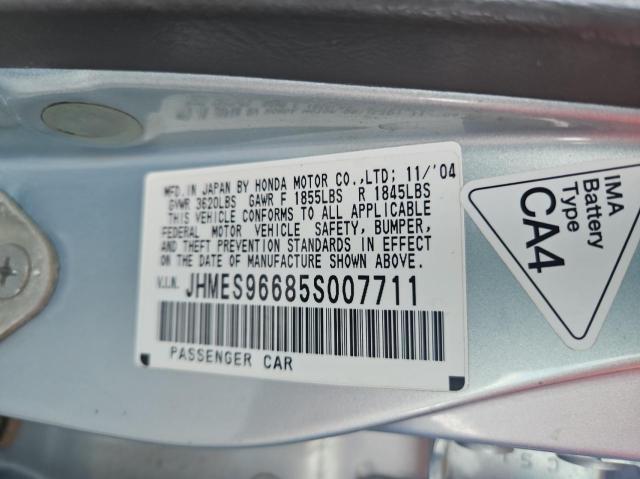 MFD. IN JAPAN BY HONDA MOTOR CO.,LTD; 11/'04
GVWR 3620LBS GAWR F 1855LBS R 1845LBS
THIS VEHICLE CONFORMS TO ALL APPLICABLE
FEDERAL MOTOR VEHICLE SAFETY, BUMPER,
AND THEFT PREVENTION STANDARDS IN EFFECT
ON THE DATE OF MANUFACTURE SHOWN ABOVE.
V.I.N. JHMES96685S007711
PASSENGER CAR
IMA
Battery
Type
CA4